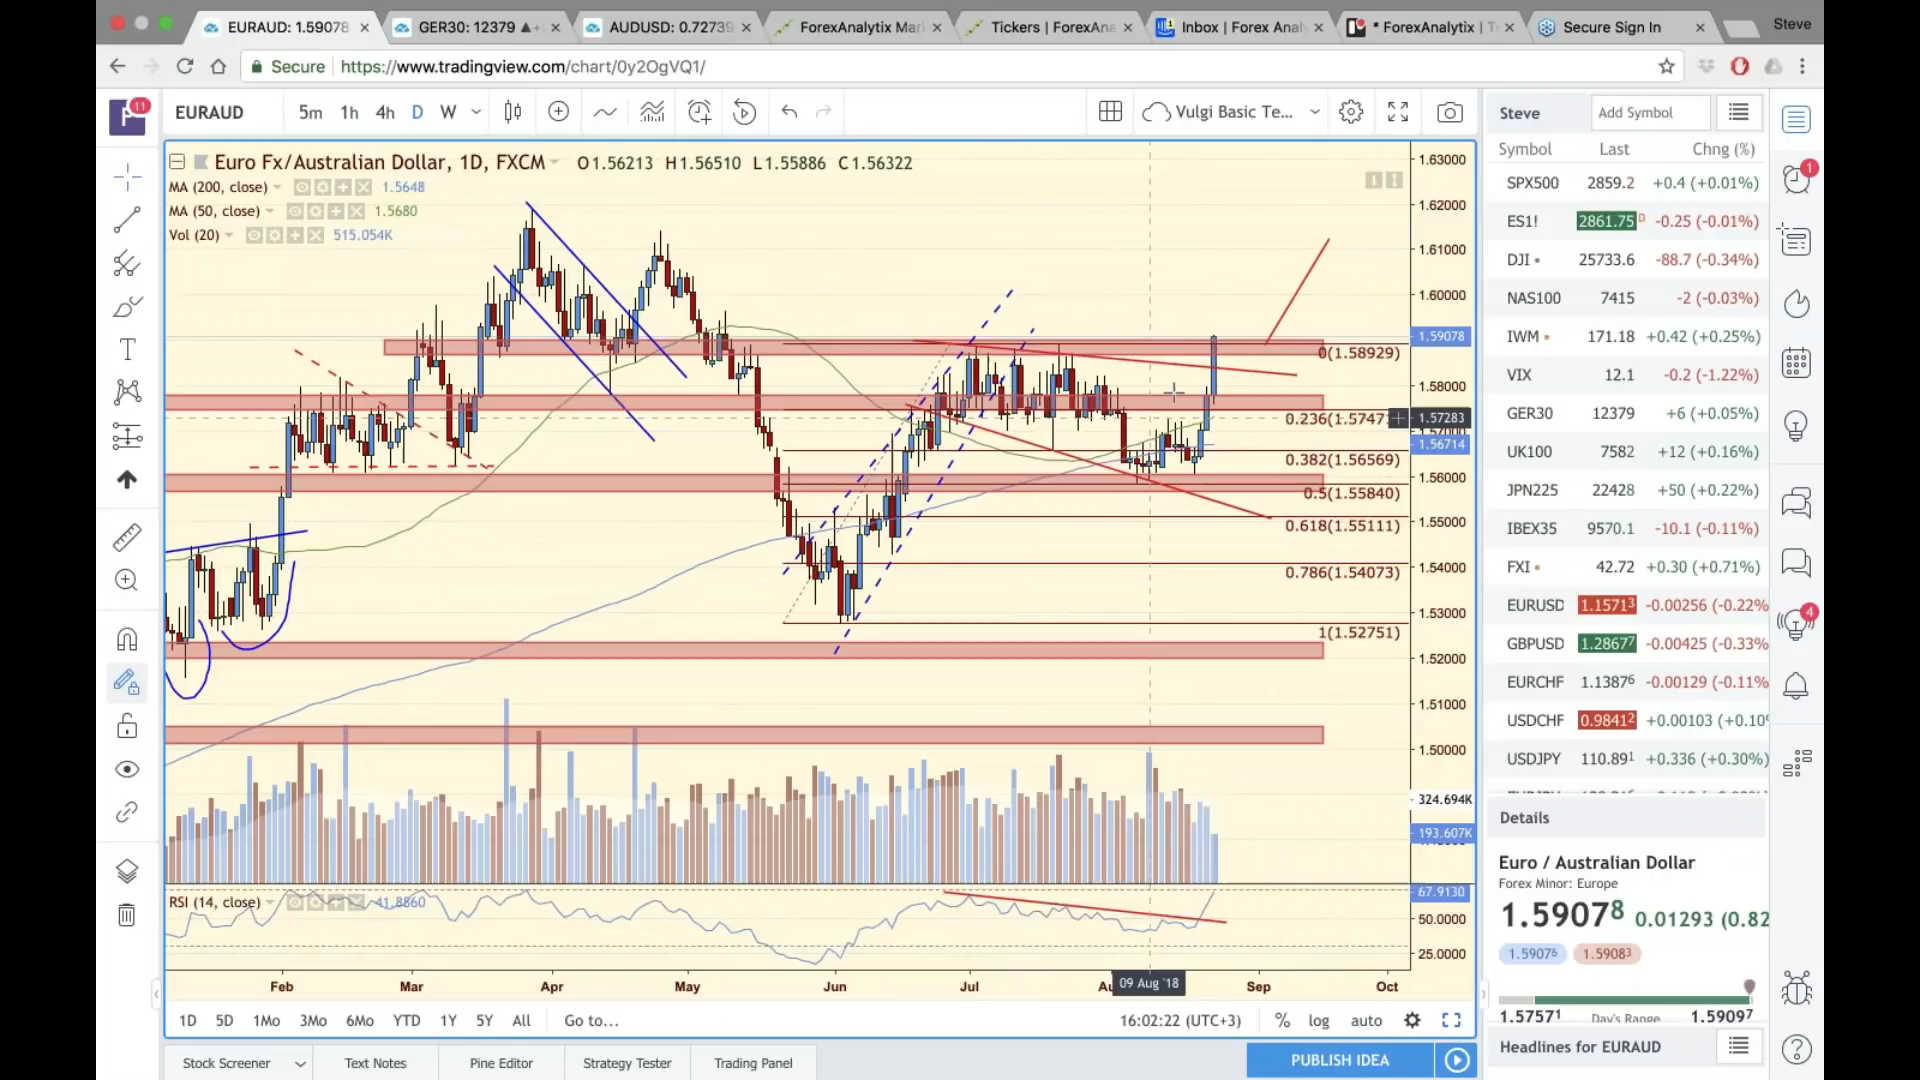 EURAUD: 1.59078
GER30: 12379 ▲
AUDUSD: 0.72739
ForexAnalytix Mar
Tickers | ForexAna
Inbox | Forex Anal
* ForexAnalytix | T
Secure Sign In
Steve
Secure
https://www.tradingview.com/chart/0y2OgVQ1/
11
EURAUD
5m 1h 4h D W
Vulgi Basic Te...
Euro Fx/Australian Dollar, 1D, FXCM
O1.56213 H1.56510 L1.55886 C1.56322
MA (200, close) 1.5648
MA (50, close) 1.5680
Vol (20) 515.054K
1.63000
1.62000
1.61000
1.60000
1.59078
0(1.58929)
1.58000
0.236(1.5747
1.57283
1.57000
1.56714
0.382(1.56569)
1.56000
0.5(1.55840)
1.55000
0.618(1.55111)
1.54000
0.786(1.54073)
1.53000
1(1.52751)
1.52000
1.51000
1.50000
324.694K
193.607K
RSI (14, close) 41.8860
67.9130
50.0000
25.0000
Feb Mar Apr May Jun Jul Au 09 Aug '18 Sep Oct
1D 5D 1Mo 3Mo 6Mo YTD 1Y 5Y All Go to...
16:02:22 (UTC+3) % log auto
Stock Screener Text Notes Pine Editor Strategy Tester Trading Panel
PUBLISH IDEA
Steve
Add Symbol
Symbol Last Chng (%)
SPX500 2859.2 +0.4 (+0.01%)
ES1! 2861.75 D -0.25 (-0.01%)
DJI 25733.6 -88.7 (-0.34%)
NAS100 7415 -2 (-0.03%)
IWM 171.18 +0.42 (+0.25%)
VIX 12.1 -0.2 (-1.22%)
GER30 12379 +6 (+0.05%)
UK100 7582 +12 (+0.16%)
JPN225 22428 +50 (+0.22%)
IBEX35 9570.1 -10.1 (-0.11%)
FXI 42.72 +0.30 (+0.71%)
EURUSD 1.15713 -0.00256 (-0.22%
GBPUSD 1.28677 -0.00425 (-0.33%
EURCHF 1.13876 -0.00129 (-0.11%
USDCHF 0.98412 +0.00103 (+0.10
USDJPY 110.891 +0.336 (+0.30%)
Details
Euro / Australian Dollar
Forex Minor: Europe
1.59078 0.01293 (0.82
1.59076 1.59083
1.57571 Day's Range 1.59097
Headlines for EURAUD
1
4